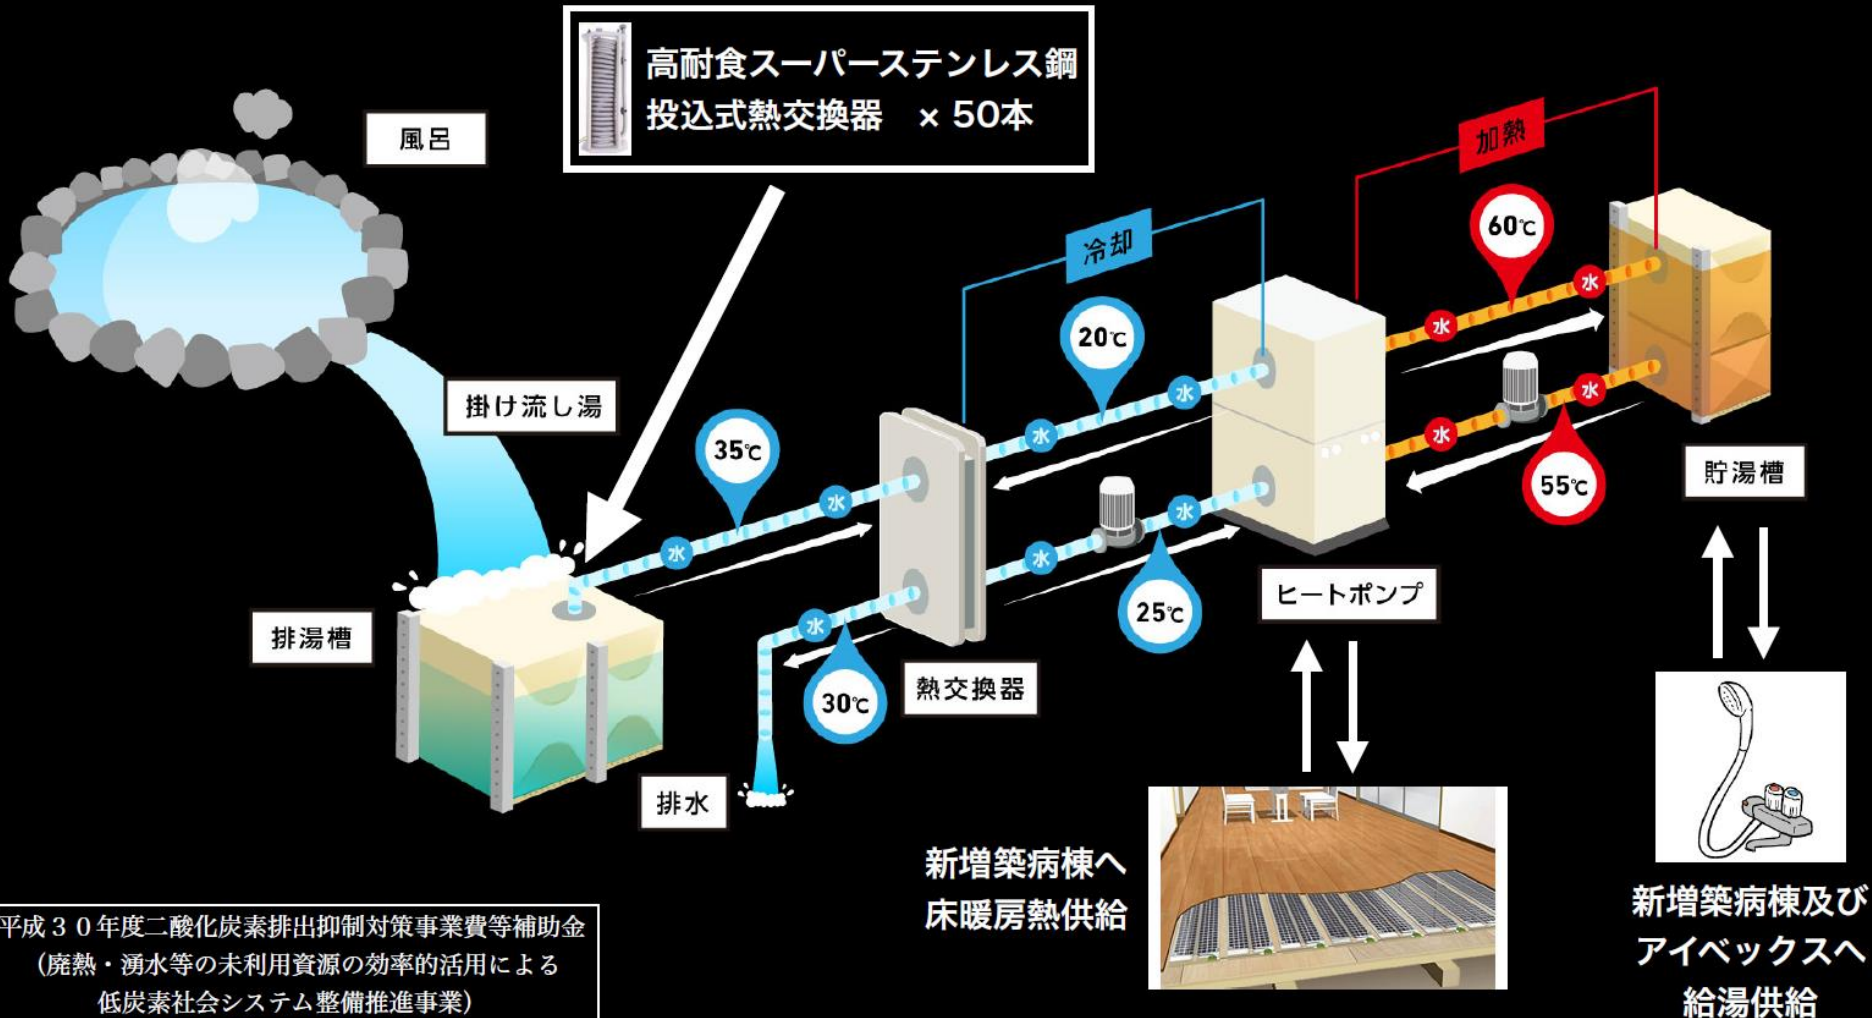 高耐食スーパーステンレス鋼
投込式熱交換器　× 50本
風呂
掛け流し湯
排湯槽
35℃
水
水
冷却
20℃
水
水
水
水
25℃
水
30℃
熱交換器
排水
加熱
60℃
水
水
水
水
55℃
ヒートポンプ
貯湯槽
新増築病棟へ
床暖房熱供給
新増築病棟及び
アイベックスへ
給湯供給
平成３０年度二酸化炭素排出抑制対策事業費等補助金
（廃熱・湧水等の未利用資源の効率的活用による
低炭素社会システム整備推進事業）